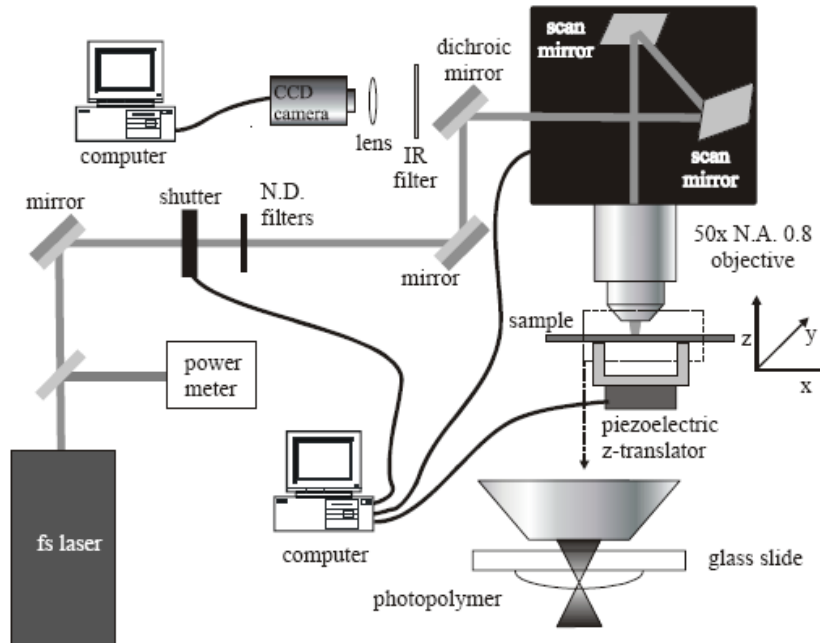 scan
mirror
dichroic
mirror
CCD
camera
computer
lens
IR
filter
scan
mirror
mirror
shutter
N.D.
filters
mirror
50x N.A. 0.8
objective
sample
z
y
x
power
meter
piezoelectric
z-translator
fs laser
computer
glass slide
photopolymer